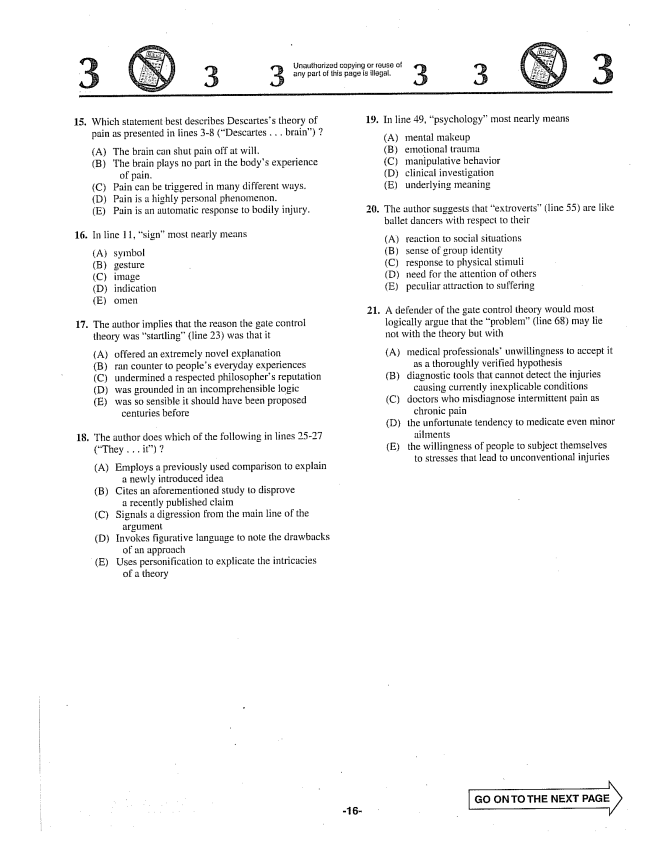 3 3 3 Unauthorized copying or reuse of
any part of this page is illegal. 3 3 3
15. Which statement best describes Descartes's theory of
pain as presented in lines 3-8 ("Descartes . . . brain") ?
(A) The brain can shut pain off at will.
(B) The brain plays no part in the body's experience
of pain.
(C) Pain can be triggered in many different ways.
(D) Pain is a highly personal phenomenon.
(E) Pain is an automatic response to bodily injury.
16. In line 11, "sign" most nearly means
(A) symbol
(B) gesture
(C) image
(D) indication
(E) omen
17. The author implies that the reason the gate control
theory was "startling" (line 23) was that it
(A) offered an extremely novel explanation
(B) ran counter to people's everyday experiences
(C) undermined a respected philosopher's reputation
(D) was grounded in an incomprehensible logic
(E) was so sensible it should have been proposed
centuries before
18. The author does which of the following in lines 25-27
("They . . . it") ?
(A) Employs a previously used comparison to explain
a newly introduced idea
(B) Cites an aforementioned study to disprove
a recently published claim
(C) Signals a digression from the main line of the
argument
(D) Invokes figurative language to note the drawbacks
of an approach
(E) Uses personification to explicate the intricacies
of a theory
19. In line 49, "psychology" most nearly means
(A) mental makeup
(B) emotional trauma
(C) manipulative behavior
(D) clinical investigation
(E) underlying meaning
20. The author suggests that "extroverts" (line 55) are like
ballet dancers with respect to their
(A) reaction to social situations
(B) sense of group identity
(C) response to physical stimuli
(D) need for the attention of others
(E) peculiar attraction to suffering
21. A defender of the gate control theory would most
logically argue that the "problem" (line 68) may lie
not with the theory but with
(A) medical professionals' unwillingness to accept it
as a thoroughly verified hypothesis
(B) diagnostic tools that cannot detect the injuries
causing currently inexplicable conditions
(C) doctors who misdiagnose intermittent pain as
chronic pain
(D) the unfortunate tendency to medicate even minor
ailments
(E) the willingness of people to subject themselves
to stresses that lead to unconventional injuries
-16-
GO ON TO THE NEXT PAGE